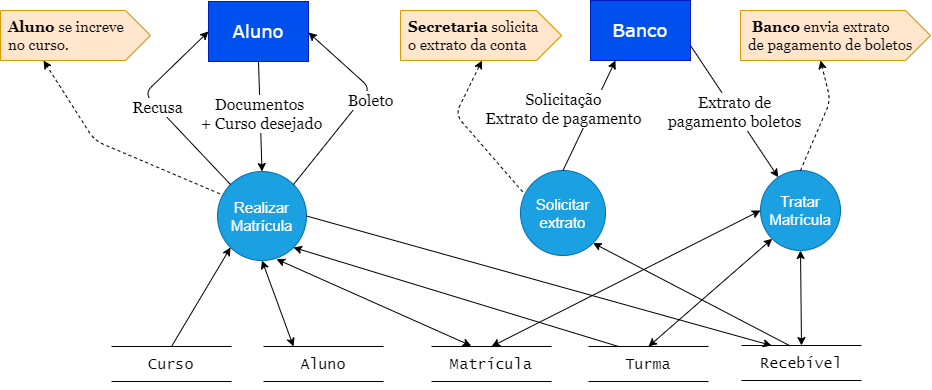 Aluno se increve
no curso.
Aluno
Secretaria solicita
o extrato da conta
Banco
Banco envia extrato
de pagamento de boletos
Recusa
Documentos
+ Curso desejado
Boleto
Solicitação
Extrato de pagamento
Extrato de
pagamento boletos
Realizar
Matrícula
Solicitar
extrato
Tratar
Matrícula
Curso
Aluno
Matrícula
Turma
Recebível